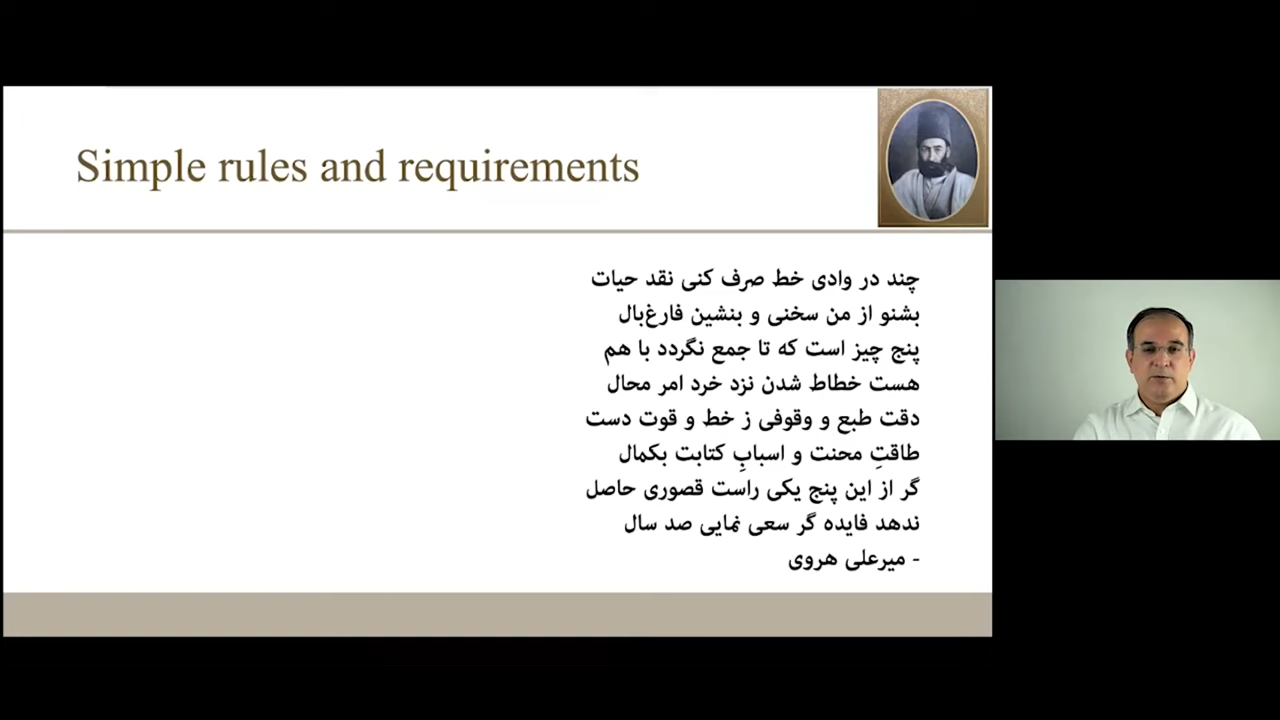 Simple rules and requirements
چند در وادی خط صرف کنی نقد حیات
بشنو از من سخنی و بنشین فارغ‌بال
پنج چیز است که تا جمع نگردد با هم
هست خطاط شدن نزد خرد امر محال
دقت طبع و وقوفی ز خط و قوت دست
طاقتِ محنت و اسبابِ کتابت بکمال
گر از این پنج یکی راست قصوری حاصل
ندهد فایده گر سعی نمایی صد سال
- میرعلی هروی